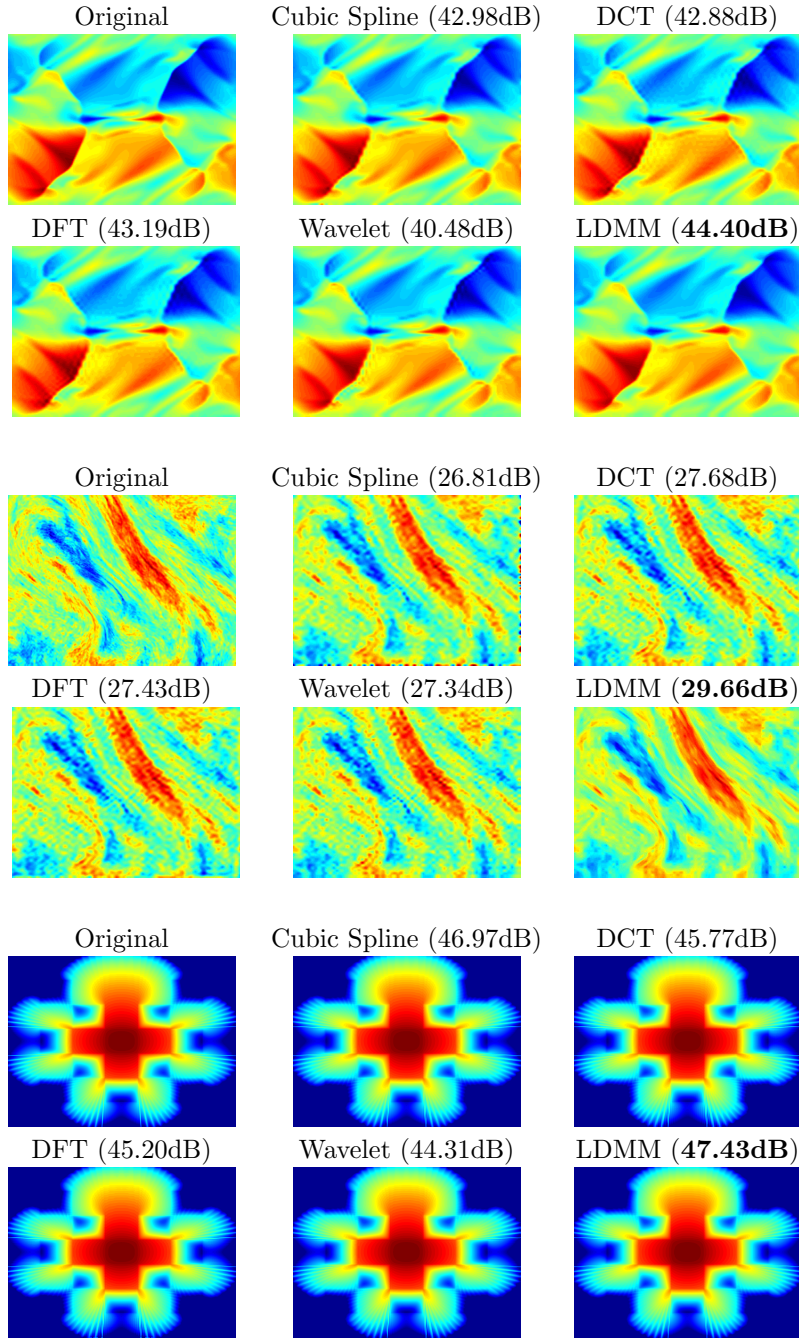 Original Cubic Spline (42.98dB) DCT (42.88dB)
DFT (43.19dB) Wavelet (40.48dB) LDMM (44.40dB)
Original Cubic Spline (26.81dB) DCT (27.68dB)
DFT (27.43dB) Wavelet (27.34dB) LDMM (29.66dB)
Original Cubic Spline (46.97dB) DCT (45.77dB)
DFT (45.20dB) Wavelet (44.31dB) LDMM (47.43dB)